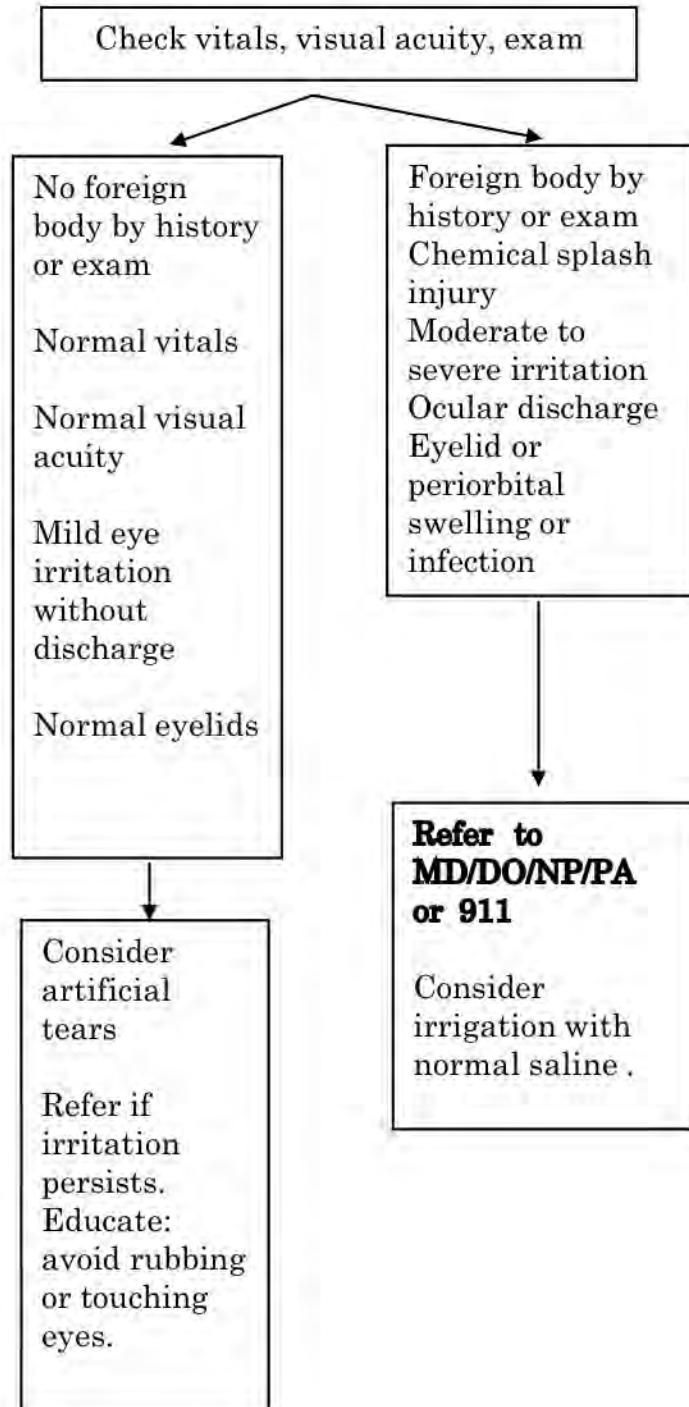 Check vitals, visual acuity, exam
No foreign
body by history
or exam
Normal vitals
Normal visual
acuity
Mild eye
irritation
without
discharge
Normal eyelids
Foreign body by
history or exam
Chemical splash
injury
Moderate to
severe irritation
Ocular discharge
Eyelid or
periorbital
swelling or
infection
Consider
artificial
tears
Refer if
irritation
persists.
Educate:
avoid rubbing
or touching
eyes.
Refer to
MD/DO/NP/PA
or 911
Consider
irrigation with
normal saline .